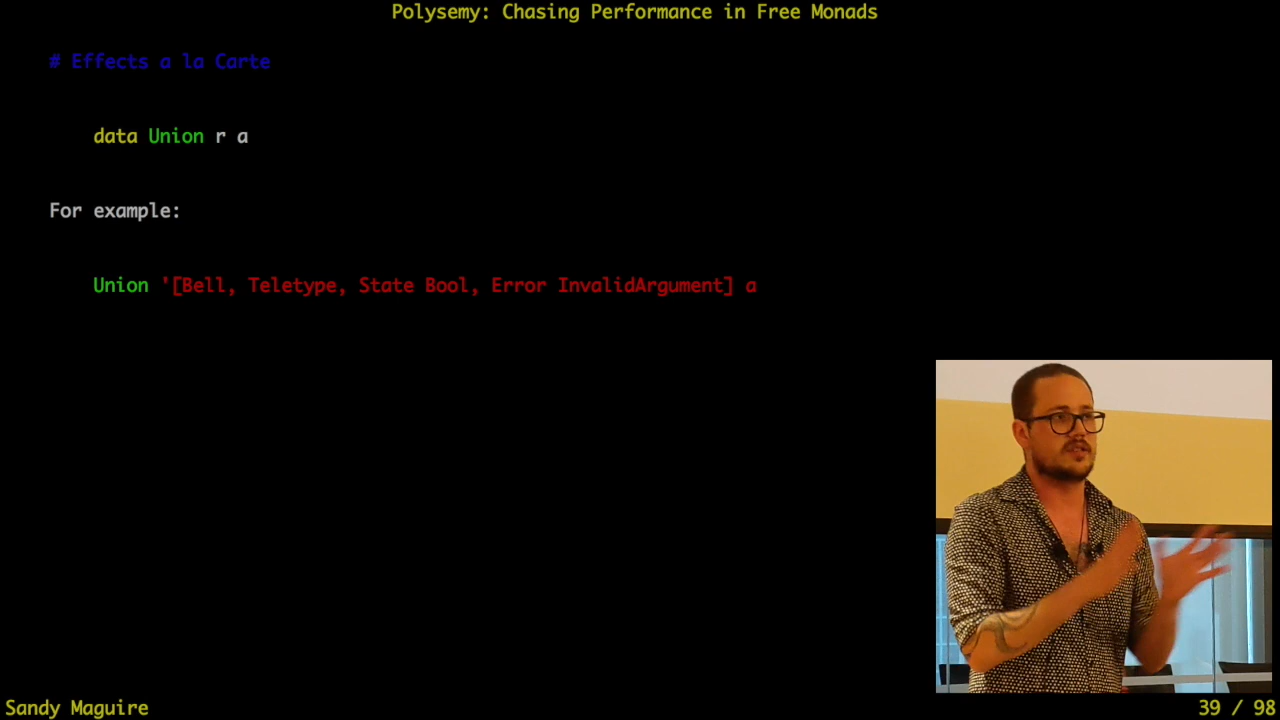 Polysemy: Chasing Performance in Free Monads
# Effects a la Carte
data Union r a
For example:
Union '[Bell, Teletype, State Bool, Error InvalidArgument] a
Sandy Maguire
39 / 98